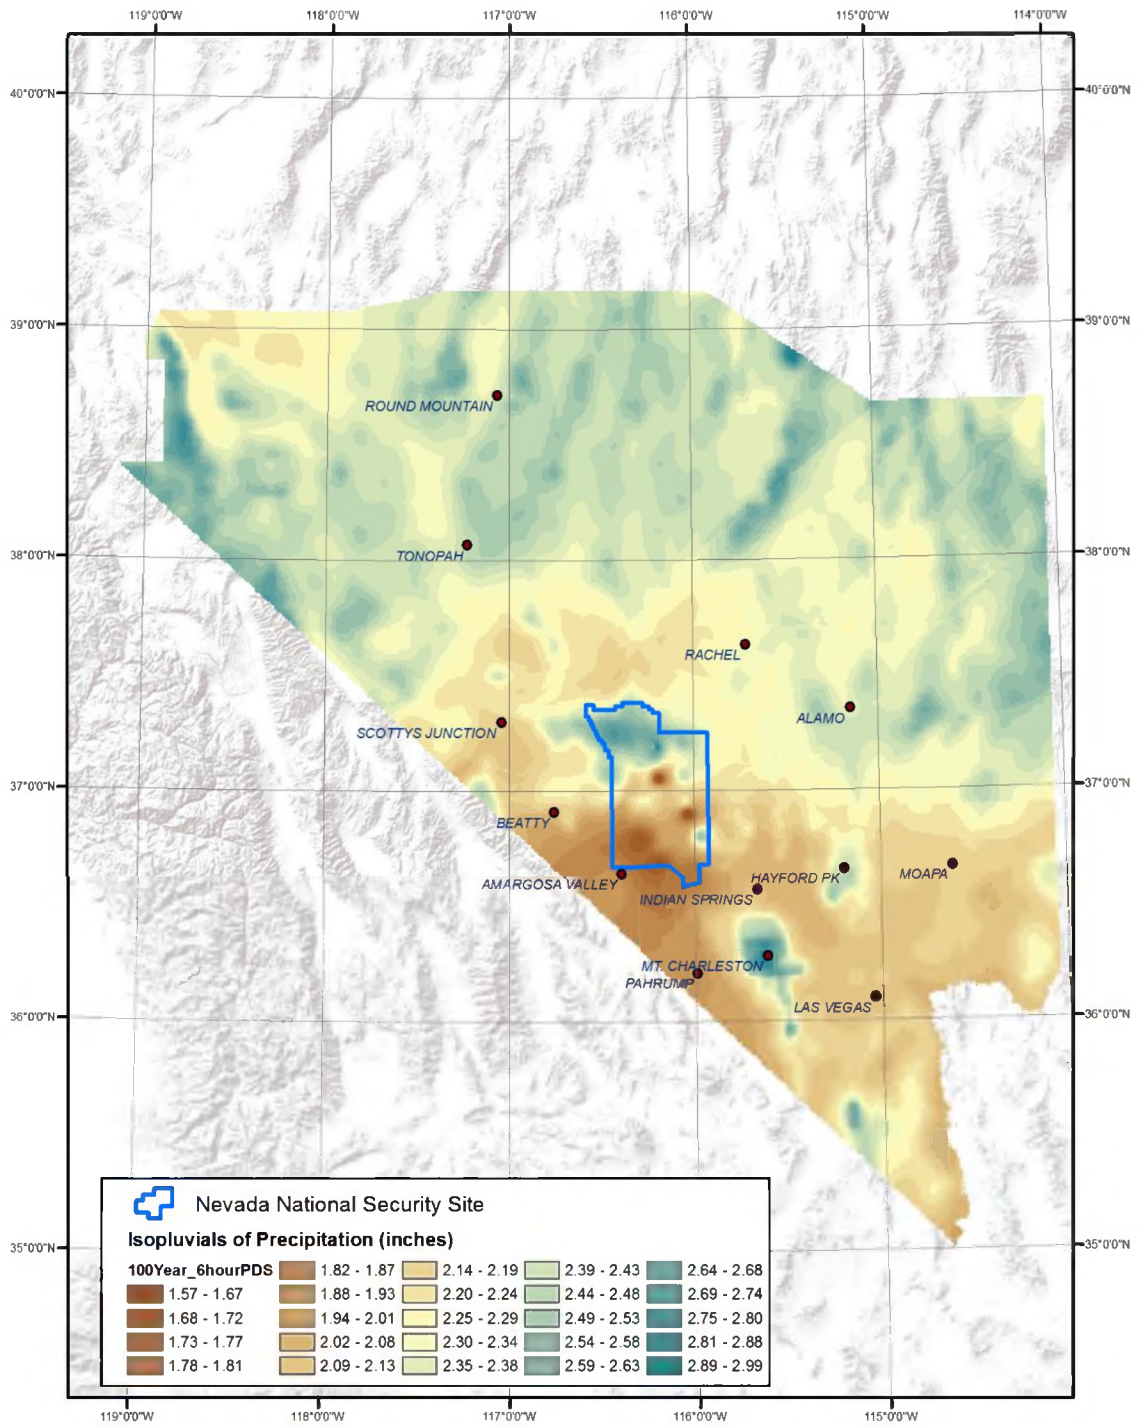 119°0'0"W 118°0'0"W 117°0'0"W 116°0'0"W 115°0'0"W 114°0'0"W
40°0'0"N 40°0'0"N
39°0'0"N 39°0'0"N
ROUND MOUNTAIN
38°0'0"N 38°0'0"N
TONOPAH
RACHEL
ALAMO
SCOTTYS JUNCTION
37°0'0"N 37°0'0"N
BEATTY
AMARGOSA VALLEY
HAYFORD PK
MOAPA
INDIAN SPRINGS
MT. CHARLESTON
PAHRUMP
LAS VEGAS
36°0'0"N 36°0'0"N
35°0'0"N 35°0'0"N
Nevada National Security Site
Isopluvials of Precipitation (inches)
100Year_6hourPDS 1.82 - 1.87 2.14 - 2.19 2.39 - 2.43 2.64 - 2.68
1.57 - 1.67 1.88 - 1.93 2.20 - 2.24 2.44 - 2.48 2.69 - 2.74
1.68 - 1.72 1.94 - 2.01 2.25 - 2.29 2.49 - 2.53 2.75 - 2.80
1.73 - 1.77 2.02 - 2.08 2.30 - 2.34 2.54 - 2.58 2.81 - 2.88
1.78 - 1.81 2.09 - 2.13 2.35 - 2.38 2.59 - 2.63 2.89 - 2.99
119°0'0"W 118°0'0"W 117°0'0"W 116°0'0"W 115°0'0"W